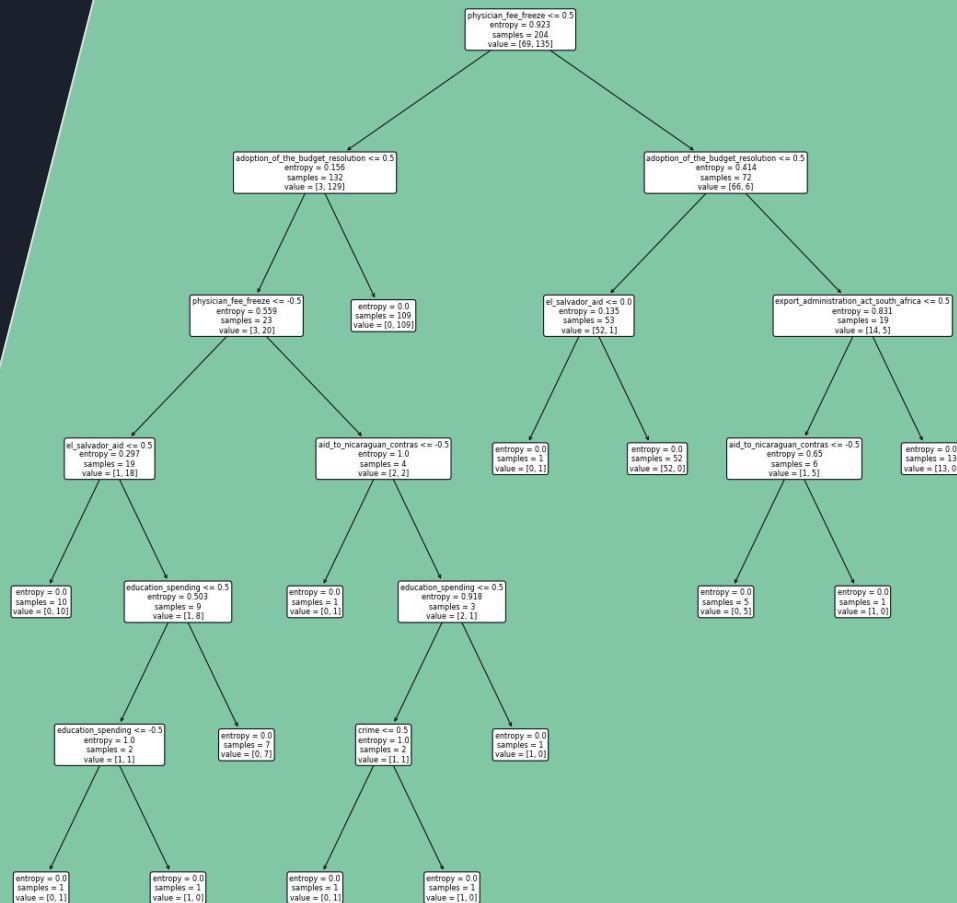 physician_fee_freeze <= 0.5
entropy = 0.923
samples = 204
value = [69, 135]
adoption_of_the_budget_resolution <= 0.5
entropy = 0.156
samples = 132
value = [3, 129]
adoption_of_the_budget_resolution <= 0.5
entropy = 0.414
samples = 72
value = [66, 6]
physician_fee_freeze <= -0.5
entropy = 0.559
samples = 23
value = [3, 20]
entropy = 0.0
samples = 109
value = [0, 109]
el_salvador_aid <= 0.0
entropy = 0.135
samples = 53
value = [52, 1]
export_administration_act_south_africa <= 0.5
entropy = 0.831
samples = 19
value = [14, 5]
el_salvador_aid <= 0.5
entropy = 0.297
samples = 19
value = [1, 18]
aid_to_nicaraguan_contras <= -0.5
entropy = 1.0
samples = 4
value = [2, 2]
entropy = 0.0
samples = 1
value = [0, 1]
entropy = 0.0
samples = 52
value = [52, 0]
aid_to_nicaraguan_contras <= -0.5
entropy = 0.65
samples = 6
value = [1, 5]
entropy = 0.0
samples = 13
value = [13, 0
entropy = 0.0
samples = 10
value = [0, 10]
education_spending <= 0.5
entropy = 0.503
samples = 9
value = [1, 8]
entropy = 0.0
samples = 1
value = [0, 1]
education_spending <= 0.5
entropy = 0.918
samples = 3
value = [2, 1]
entropy = 0.0
samples = 5
value = [0, 5]
entropy = 0.0
samples = 1
value = [1, 0]
education_spending <= -0.5
entropy = 1.0
samples = 2
value = [1, 1]
entropy = 0.0
samples = 7
value = [0, 7]
crime <= 0.5
entropy = 1.0
samples = 2
value = [1, 1]
entropy = 0.0
samples = 1
value = [1, 0]
entropy = 0.0
samples = 1
value = [0, 1]
entropy = 0.0
samples = 1
value = [1, 0]
entropy = 0.0
samples = 1
value = [0, 1]
entropy = 0.0
samples = 1
value = [1, 0]